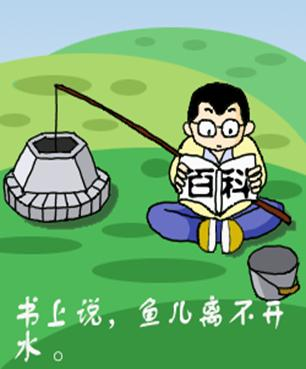 百科
书上说，鱼儿离不开
水。